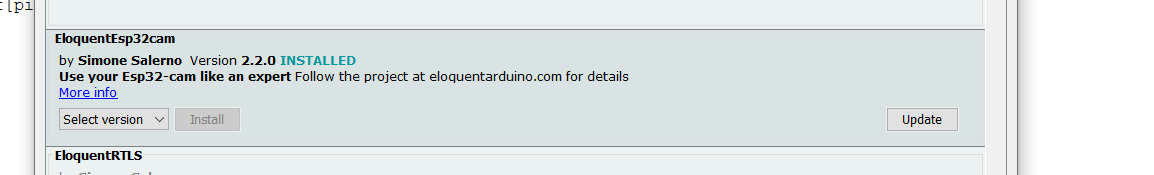 t[pi
EloquentEsp32cam
by Simone Salerno Version 2.2.0 INSTALLED
Use your Esp32-cam like an expert Follow the project at eloquentarduino.com for details
More info
Select version Install Update
EloquentRTLS